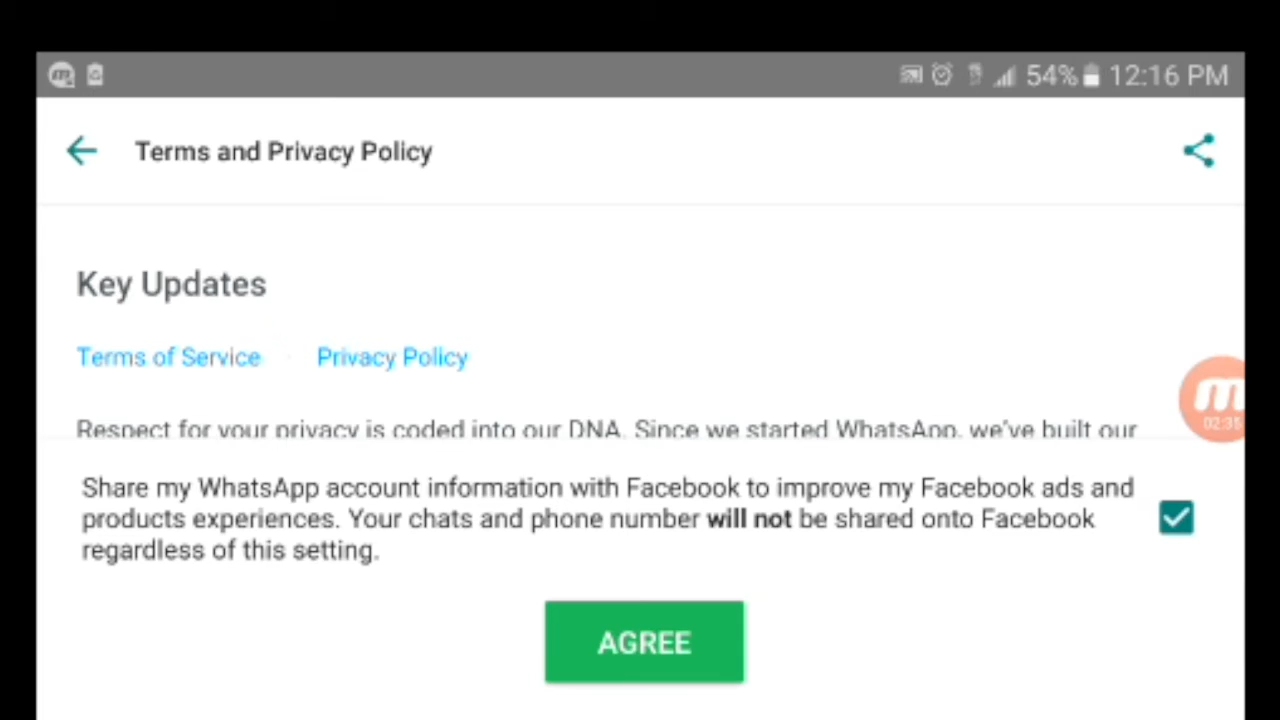 54% 12:16 PM
Terms and Privacy Policy
Key Updates
Terms of Service Privacy Policy
Respect for your privacy is coded into our DNA. Since we started WhatsApp, we've built our
02:35
Share my WhatsApp account information with Facebook to improve my Facebook ads and
products experiences. Your chats and phone number will not be shared onto Facebook
regardless of this setting.
AGREE